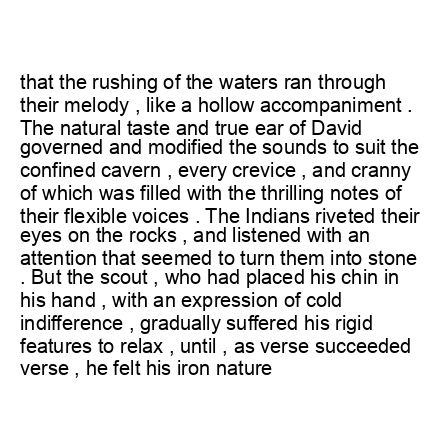 that the rushing of the waters ran through
their melody , like a hollow accompaniment .
The natural taste and true ear of David
governed and modified the sounds to suit the
confined cavern , every crevice , and cranny
of which was filled with the thrilling notes of
their flexible voices . The Indians riveted their
eyes on the rocks , and listened with an
attention that seemed to turn them into stone
. But the scout , who had placed his chin in
his hand , with an expression of cold
indifference , gradually suffered his rigid
features to relax , until , as verse succeeded
verse , he felt his iron nature